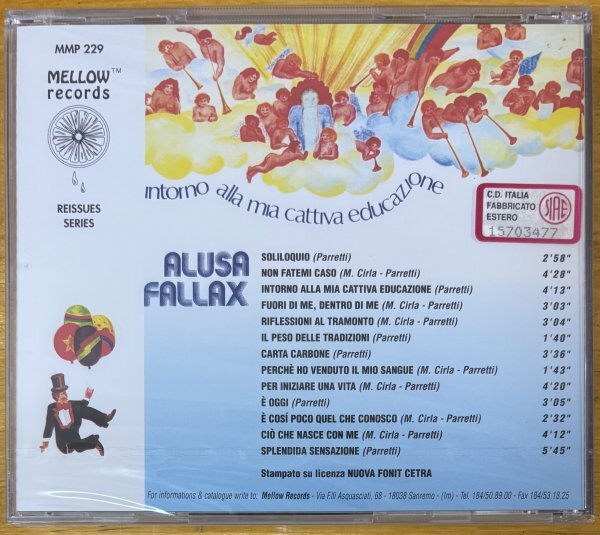 MMP 229
MELLOW™
records
REISSUES
SERIES
intorno alla mia cattiva educazione
C.D. ITALIA
FABBRICATO
ESTERO
SIAE
15703477
ALUSA
FALLAX
SOLILOQUIO (Parretti) 2'58"
NON FATEMI CASO (M. Cirla - Parretti) 4'28"
INTORNO ALLA MIA CATTIVA EDUCAZIONE (Parretti) 4'13"
FUORI DI ME, DENTRO DI ME (M. Cirla - Parretti) 3'03"
RIFLESSIONI AL TRAMONTO (M. Cirla - Parretti) 3'04"
IL PESO DELLE TRADIZIONI (Parretti) 1'40"
CARTA CARBONE (Parretti) 3'36"
PERCHÈ HO VENDUTO IL MIO SANGUE (M. Cirla - Parretti) 1'43"
PER INIZIARE UNA VITA (M. Cirla - Parretti) 4'20"
È OGGI (Parretti) 3'05"
È COSÍ POCO QUEL CHE CONOSCO (M. Cirla - Parretti) 2'32"
CIÒ CHE NASCE CON ME (M. Cirla - Parretti) 4'12"
SPLENDIDA SENSAZIONE (Parretti) 5'45"
Stampato su licenza NUOVA FONIT CETRA
For informations & catalogue write to: Mellow Records - Via F.lli Asquasciati, 68 - 18038 Sanremo - (Im) - Tel. 184/50.89.00 - Fax 184/53.18.25